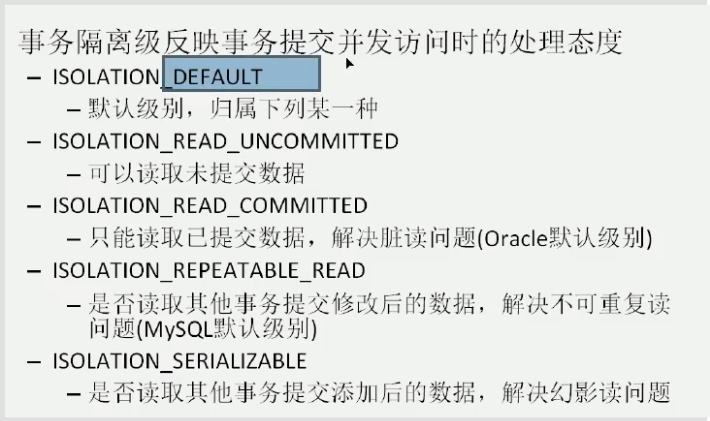 事务隔离级反映事务提交并发访问时的处理态度
– ISOLATION_DEFAULT
– 默认级别，归属下列某一种
– ISOLATION_READ_UNCOMMITTED
– 可以读取未提交数据
– ISOLATION_READ_COMMITTED
– 只能读取已提交数据，解决脏读问题(Oracle默认级别)
– ISOLATION_REPEATABLE_READ
– 是否读取其他事务提交修改后的数据，解决不可重复读
问题(MySQL默认级别)
– ISOLATION_SERIALIZABLE
– 是否读取其他事务提交添加后的数据，解决幻影读问题